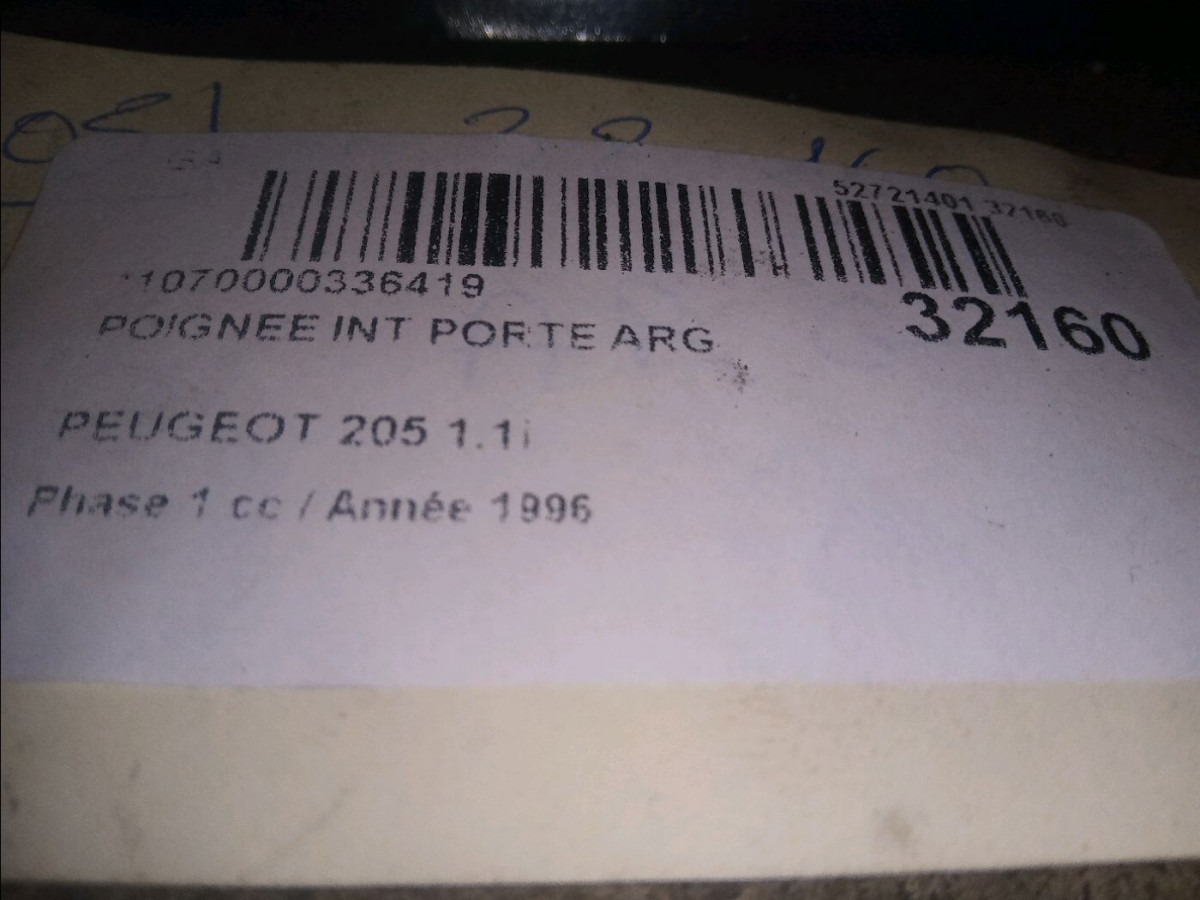 52721401 32160
1070000336419
32160
POIGNEE INT PORTE ARG
PEUGEOT 205 1.1i
Phase 1 cc / Année 1996